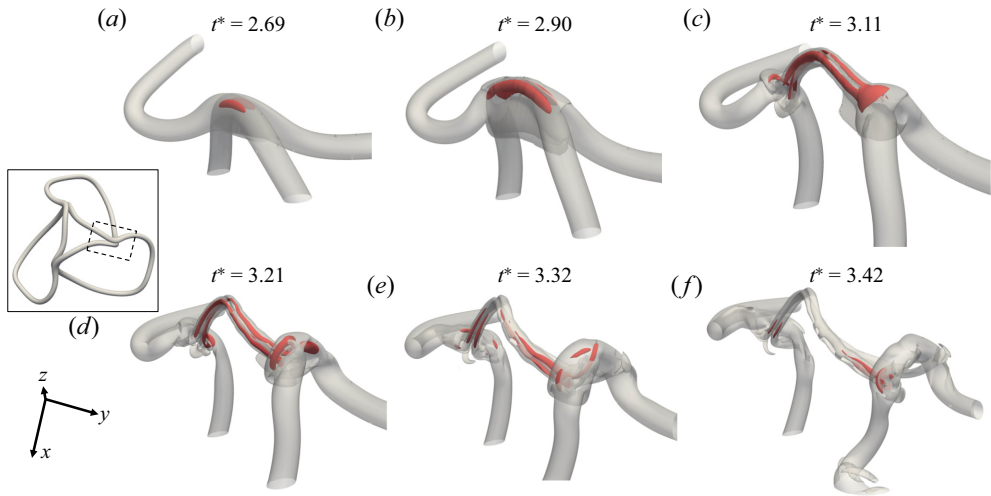 (a)
t* = 2.69
(b)
t* = 2.90
(c)
t* = 3.11
(d)
t* = 3.21
(e)
t* = 3.32
(f)
t* = 3.42
z
y
x